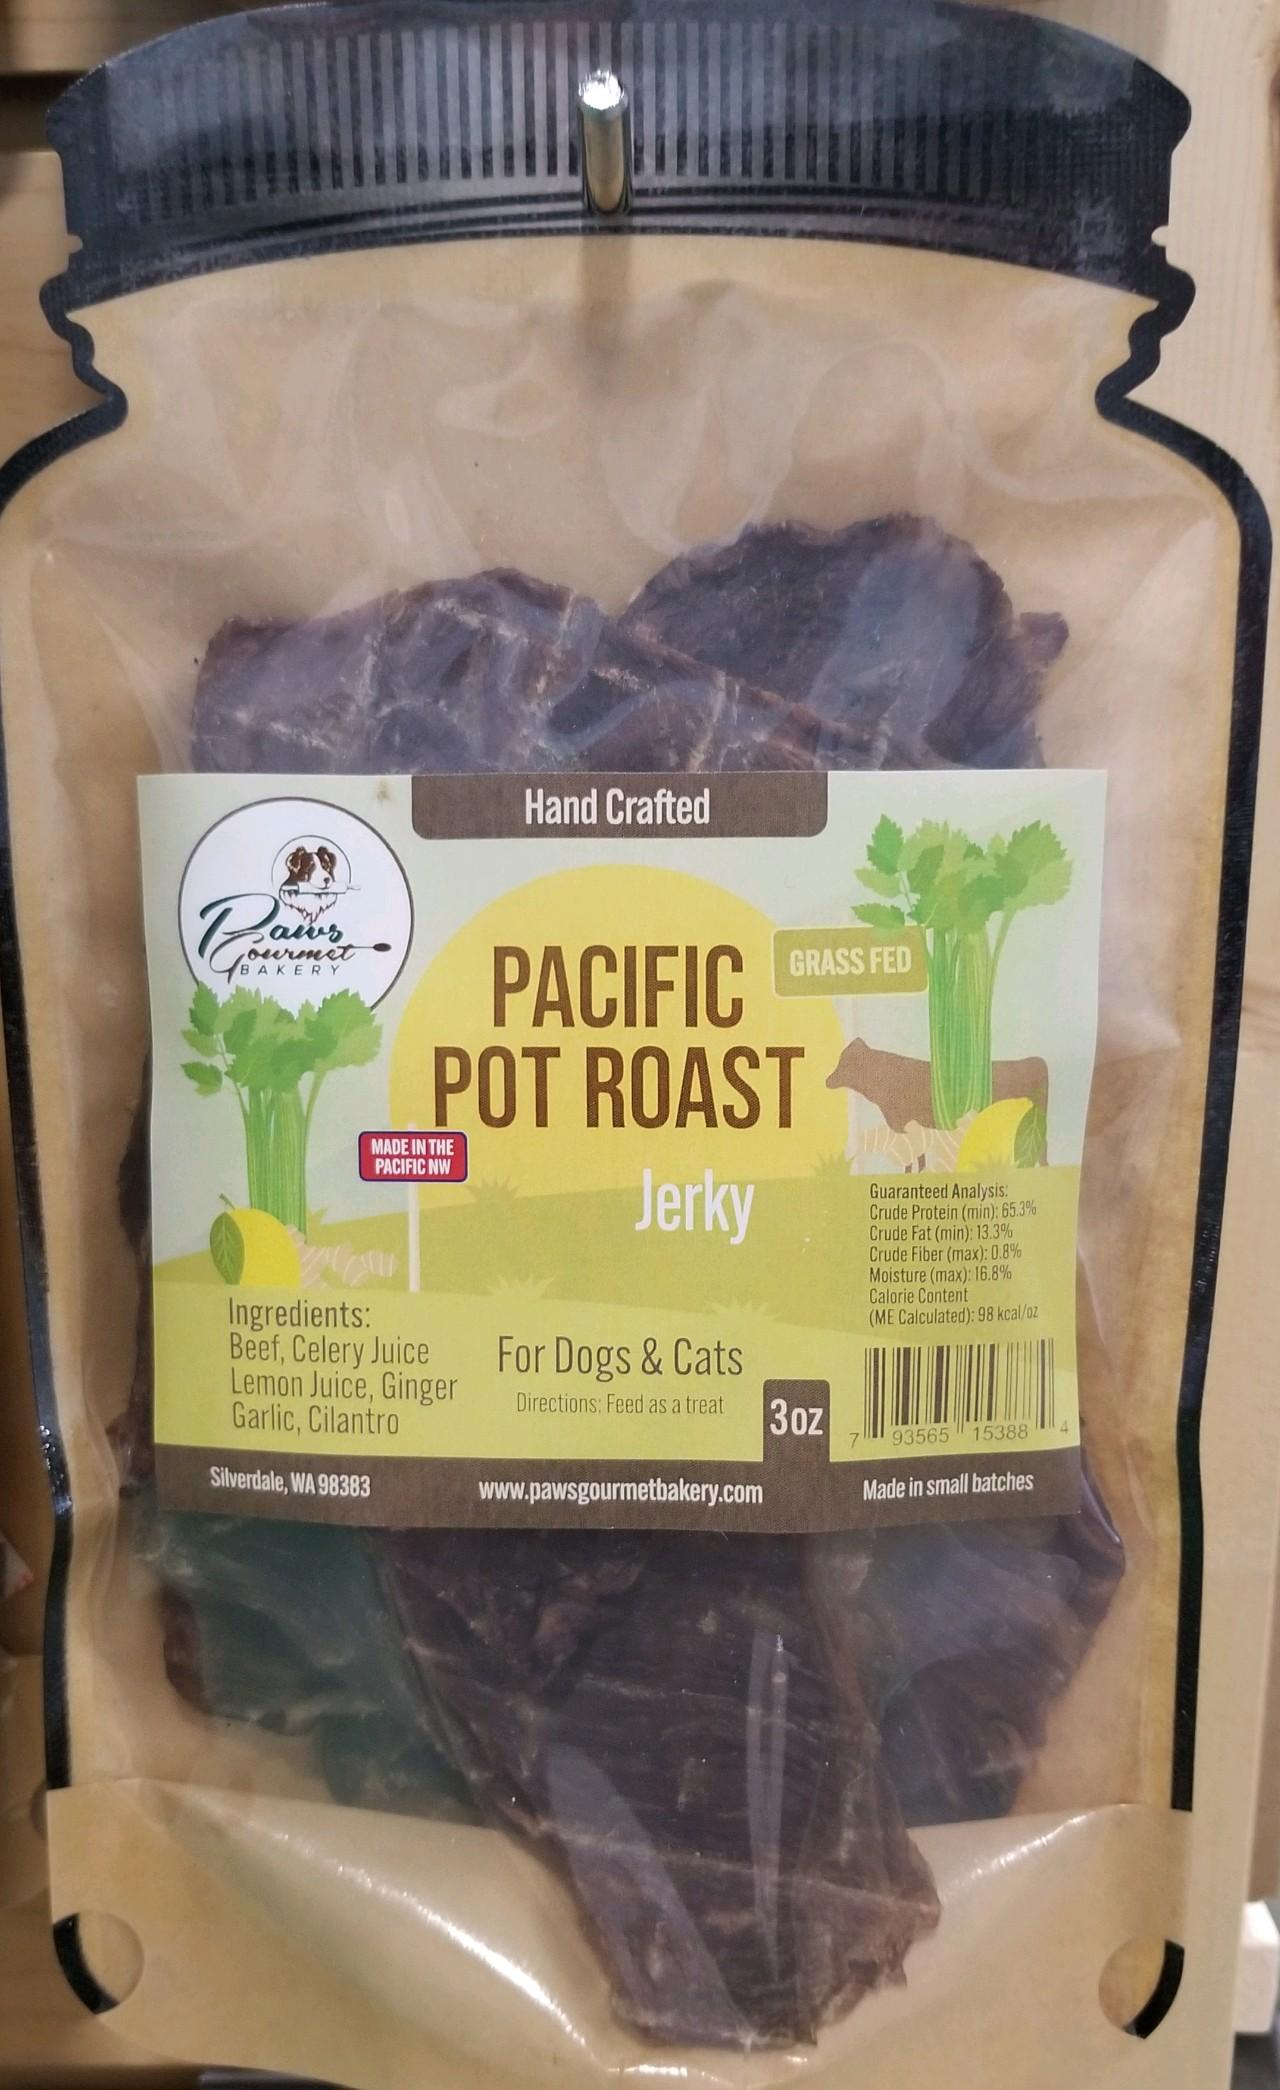 Hand Crafted
Paws
Gourmet
BAKERY
GRASS FED
PACIFIC
POT ROAST
MADE IN THE
PACIFIC NW
Jerky
Guaranteed Analysis:
Crude Protein (min): 65.3%
Crude Fat (min): 13.3%
Crude Fiber (max): 0.8%
Moisture (max): 16.8%
Calorie Content
(ME Calculated): 98 kcal/oz
Ingredients:
Beef, Celery Juice
Lemon Juice, Ginger
Garlic, Cilantro
For Dogs & Cats
Directions: Feed as a treat
3oz
7 93565 15388 4
Silverdale, WA 98383
www.pawsgourmetbakery.com
Made in small batches